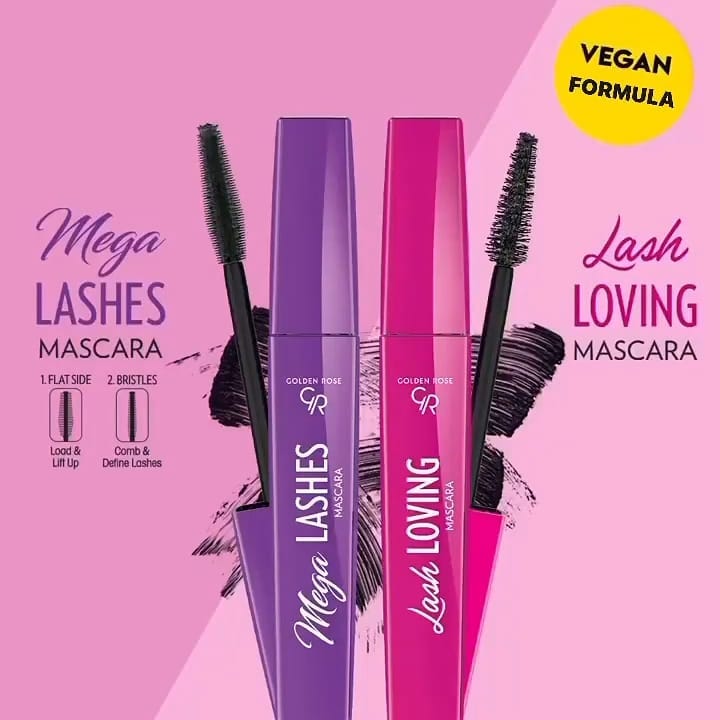 VEGAN
FORMULA
Mega
LASHES
MASCARA
1. FLAT SIDE
Load &
Lift Up
2. BRISTLES
Comb &
Define Lashes
Lash
LOVING
MASCARA
GOLDEN ROSE
GR
Mega LASHES
MASCARA
GOLDEN ROSE
GR
Lash LOVING
MASCARA